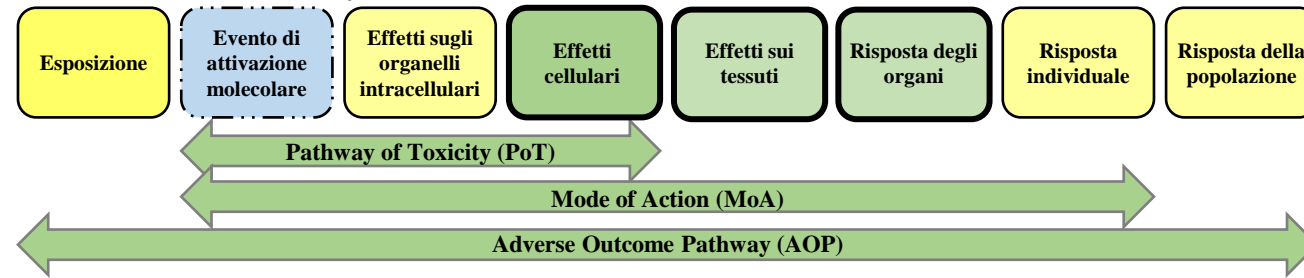 Esposizione
Evento di
attivazione
molecolare
Effetti sugli
organelli
intracellulari
Effetti
cellulari
Effetti sui
tessuti
Risposta degli
organi
Risposta
individuale
Risposta della
popolazione
Pathway of Toxicity (PoT)
Mode of Action (MoA)
Adverse Outcome Pathway (AOP)